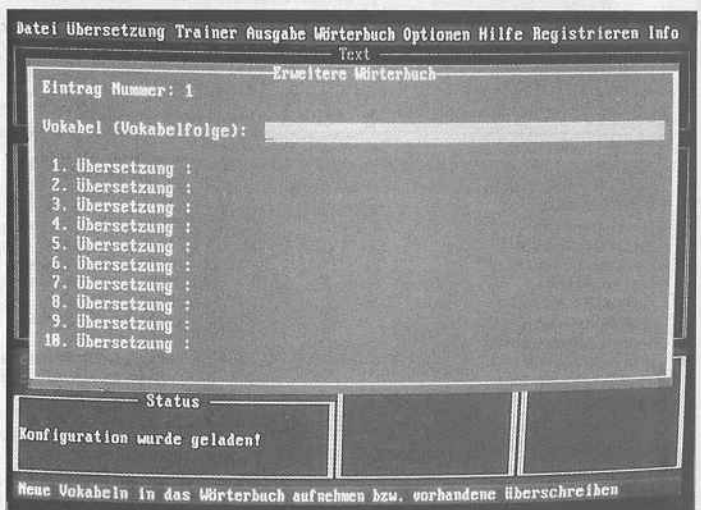 Datei Übersetzung Trainer Ausgabe Wörterbuch Optionen Hilfe Registrieren Info
Text
Erweitere Wörterbuch
Eintrag Nummer: 1
Vokabel (Vokabelfolge):
1. Übersetzung :
2. Übersetzung :
3. Übersetzung :
4. Übersetzung :
5. Übersetzung :
6. Übersetzung :
7. Übersetzung :
8. Übersetzung :
9. Übersetzung :
10. Übersetzung :
Status
Konfiguration wurde geladen!
Neue Vokabeln in das Wörterbuch aufnehmen bzw. vorhandene überschreiben